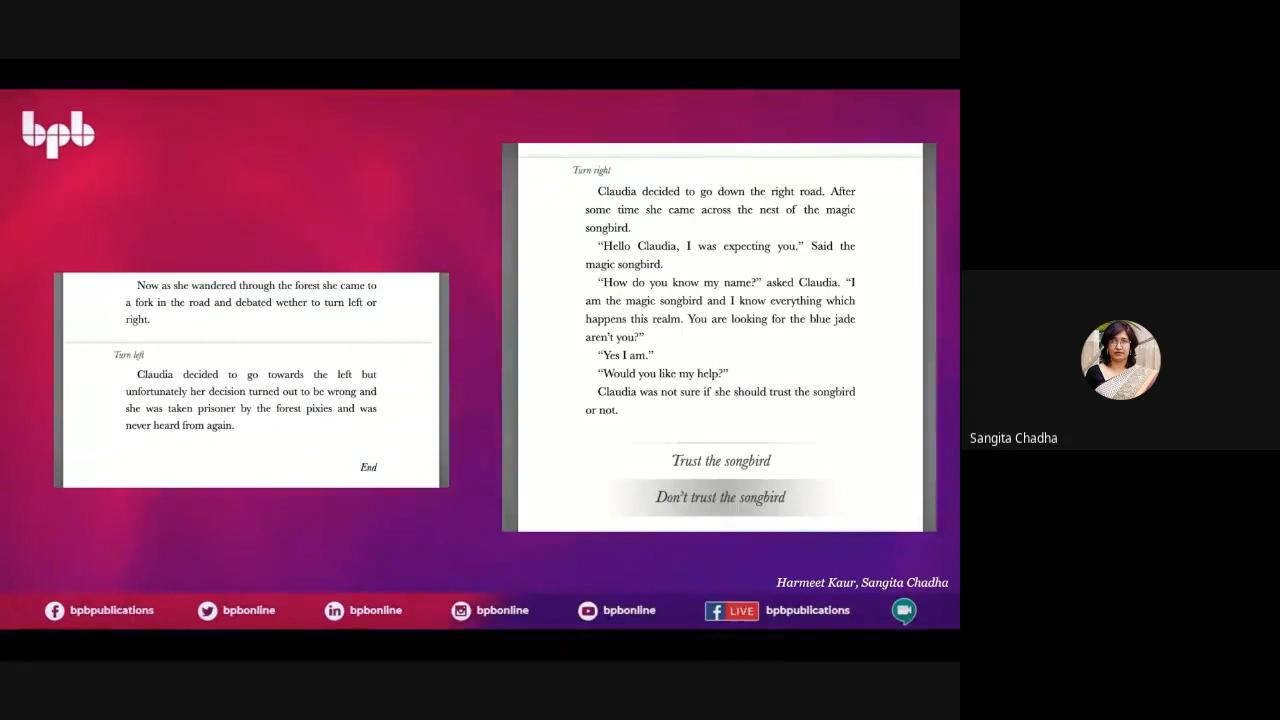 bpb
Now as she wandered through the forest she came to
a fork in the road and debated wether to turn left or
right.
Turn left
Claudia decided to go towards the left but
unfortunately her decision turned out to be wrong and
she was taken prisoner by the forest pixies and was
never heard from again.
End
Turn right
Claudia decided to go down the right road. After
some time she came across the nest of the magic
songbird.
“Hello Claudia, I was expecting you.” Said the
magic songbird.
“How do you know my name?” asked Claudia. “I
am the magic songbird and I know everything which
happens this realm. You are looking for the blue jade
aren’t you?”
“Yes I am.”
“Would you like my help?”
Claudia was not sure if she should trust the songbird
or not.
Trust the songbird
Don’t trust the songbird
Harmeet Kaur, Sangita Chadha
bpbpublications bpbonline bpbonline bpbonline bpbonline LIVE bpbpublications
Sangita Chadha